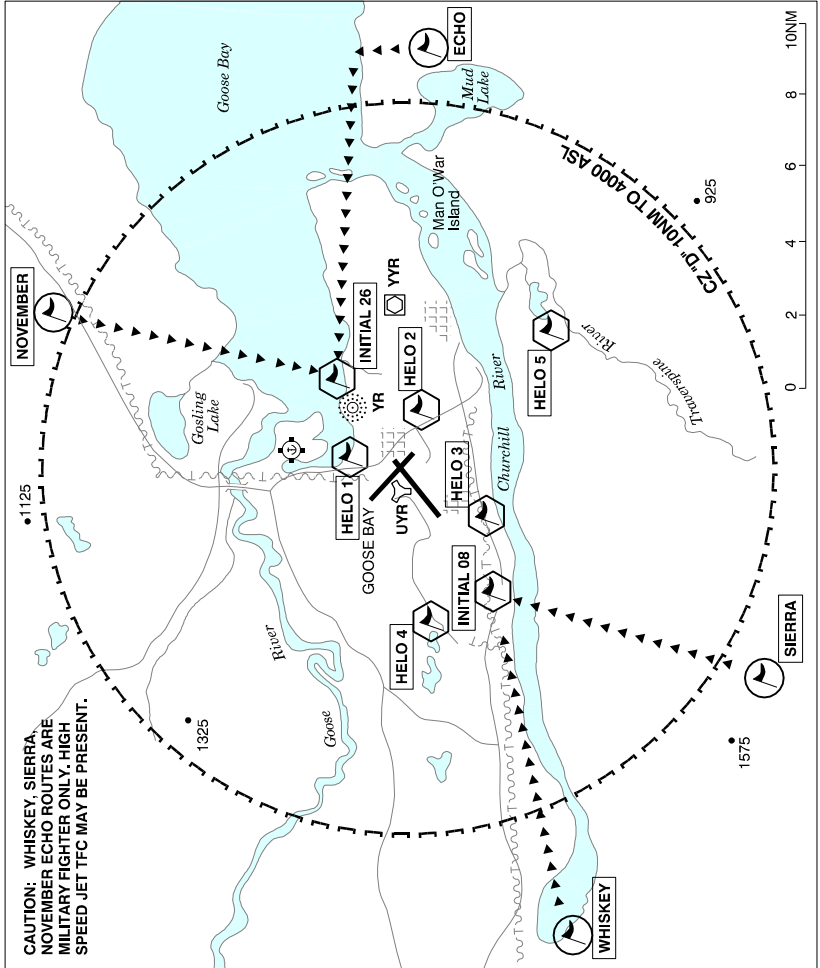 CAUTION: WHISKEY, SIERRA,
NOVEMBER ECHO ROUTES ARE
MILITARY FIGHTER ONLY. HIGH
SPEED JET TFC MAY BE PRESENT.
NOVEMBER
ECHO
Goose Bay
Mud
Lake
10NM
8
6
4
2
0
CZ "D" 10NM TO 4000 ASL
925
Man O'War
Island
YYR
INITIAL 26
HELO 2
YR
Gosling
Lake
HELO 5
River
Traverspine
River
Churchill
HELO 1
GOOSE BAY
UYR
HELO 3
INITIAL 08
HELO 4
1125
River
Goose
1325
SIERRA
1575
WHISKEY